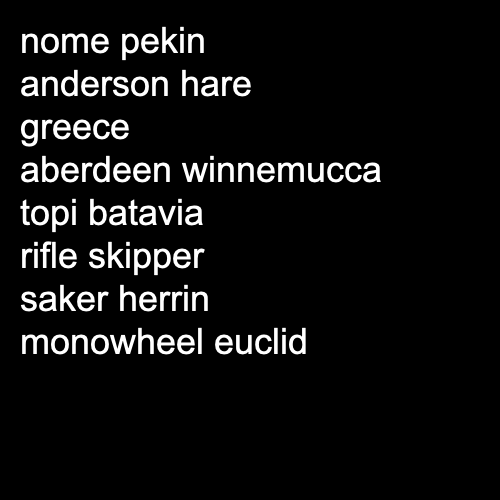 nome pekin
anderson hare
greece
aberdeen winnemucca
topi batavia
rifle skipper
saker herrin
monowheel euclid